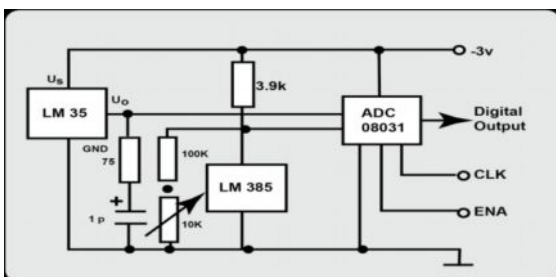 -3v
Us
3.9k
LM 35
Uo
ADC
08031
Digital
Output
GND
75
100K
LM 385
CLK
+
1 p
10K
ENA